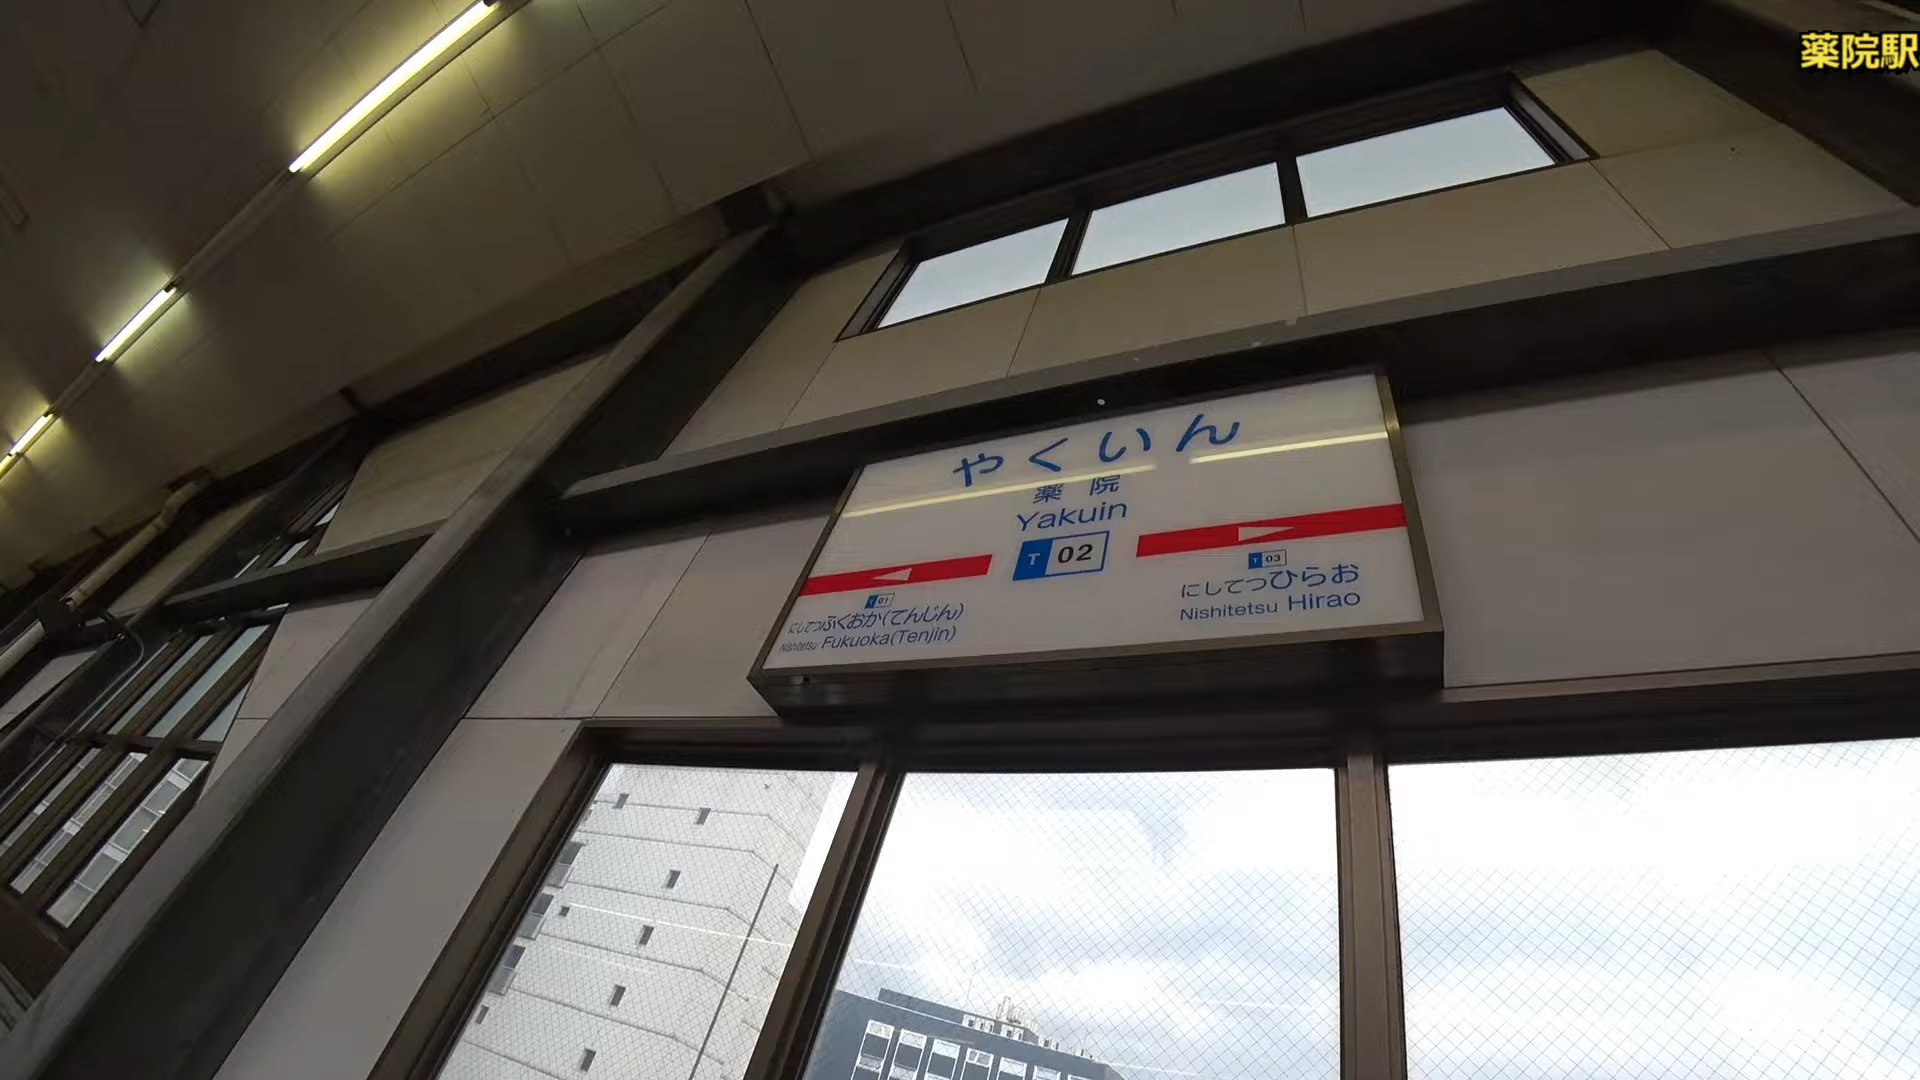 薬院駅
やくいん
薬院
Yakuin
T 02
T 01
にしてつふくおか(てんじん)
Nishitetsu Fukuoka(Tenjin)
T 03
にしてつひらお
Nishitetsu Hirao